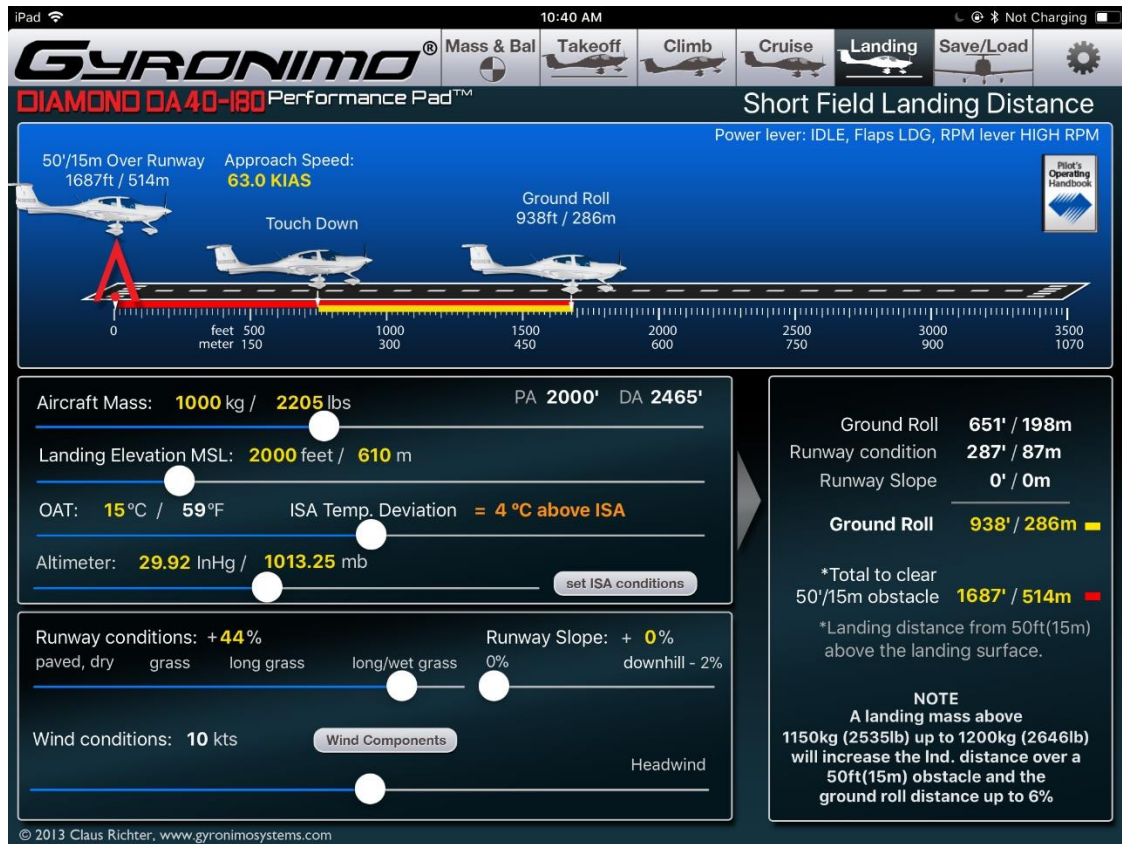 iPad 10:40 AM Not Charging
GYRONIMO® Mass & Bal Takeoff Climb Cruise Landing Save/Load
DIAMOND DA40-180 Performance Pad™ Short Field Landing Distance
Power lever: IDLE, Flaps LDG, RPM lever HIGH RPM
50'/15m Over Runway Approach Speed:
1687ft / 514m 63.0 KIAS
Pilot's
Operating
Handbook
Ground Roll
938ft / 286m
Touch Down
0 feet 500 1000 1500 2000 2500 3000 3500
meter 150 300 450 600 750 900 1070
Aircraft Mass: 1000 kg / 2205 lbs PA 2000' DA 2465'
Landing Elevation MSL: 2000 feet / 610 m
OAT: 15 °C / 59 °F ISA Temp. Deviation = 4 ºC above ISA
Altimeter: 29.92 InHg / 1013.25 mb
set ISA conditions
Runway conditions: +44% Runway Slope: + 0%
paved, dry grass long grass long/wet grass 0% downhill - 2%
Wind conditions: 10 kts Wind Components
Headwind
Ground Roll 651' / 198m
Runway condition 287' / 87m
Runway Slope 0' / 0m
Ground Roll 938' / 286m
*Total to clear
50'/15m obstacle 1687' / 514m
*Landing distance from 50ft(15m)
above the landing surface.
NOTE
A landing mass above
1150kg (2535lb) up to 1200kg (2646lb)
will increase the lnd. distance over a
50ft(15m) obstacle and the
ground roll distance up to 6%
© 2013 Claus Richter, www.gyronimosystems.com